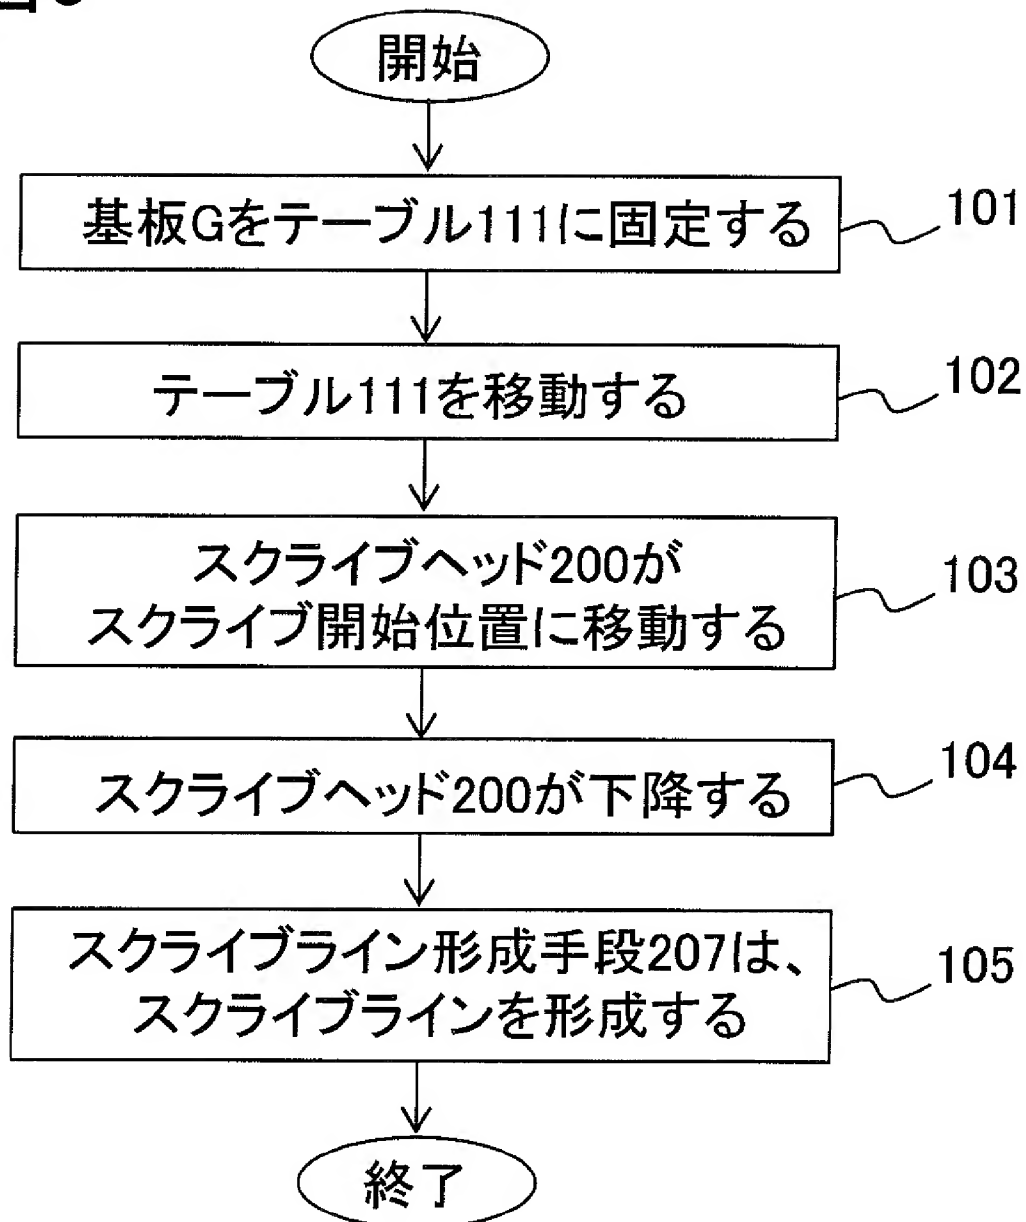 開始
基板Gをテーブル111に固定する
101
テーブル111を移動する
102
スクライブヘッド200が
スクライブ開始位置に移動する
103
スクライブヘッド200が下降する
104
スクライブライン形成手段207は、
スクライブラインを形成する
105
終了